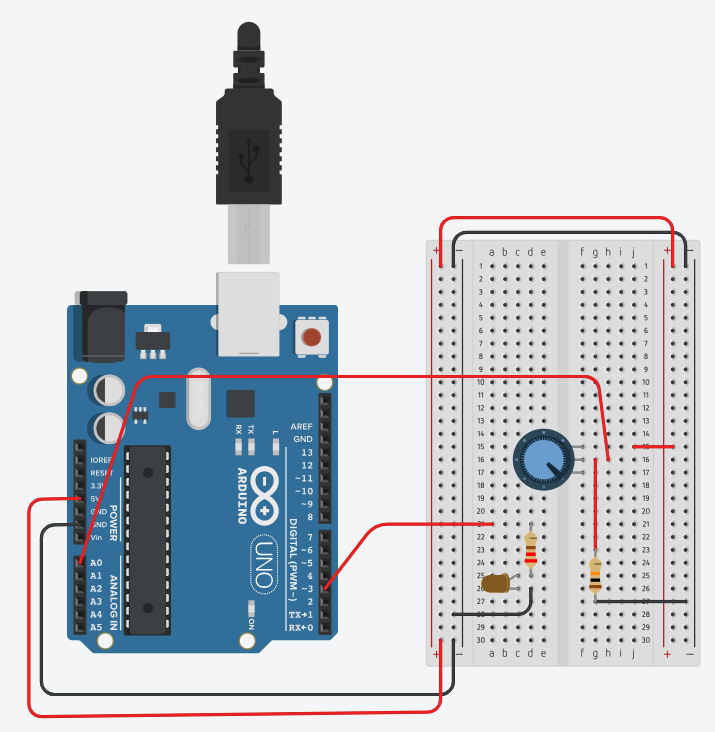 + − a b c d e f g h i j + −
1 1
2 2
3 3
4 4
5 5
6 6
7 7
8 8
9 9
10 10
11 11
12 12
13 13
14 14
15 15
16 16
17 17
18 18
19 19
20 20
21 21
22 22
23 23
24 24
25 25
26 26
27 27
28 28
29 29
30 30
+ − a b c d e f g h i j + −
RX
TX
L
ARDUINO
UNO
ON
IOREF
RESET
3.3V
5V
GND
GND
Vin
POWER
A0
A1
A2
A3
A4
A5
ANALOG IN
AREF
GND
13
12
~11
~10
~9
8
7
~6
~5
4
~3
2
TX→1
RX←0
DIGITAL (PWM~)